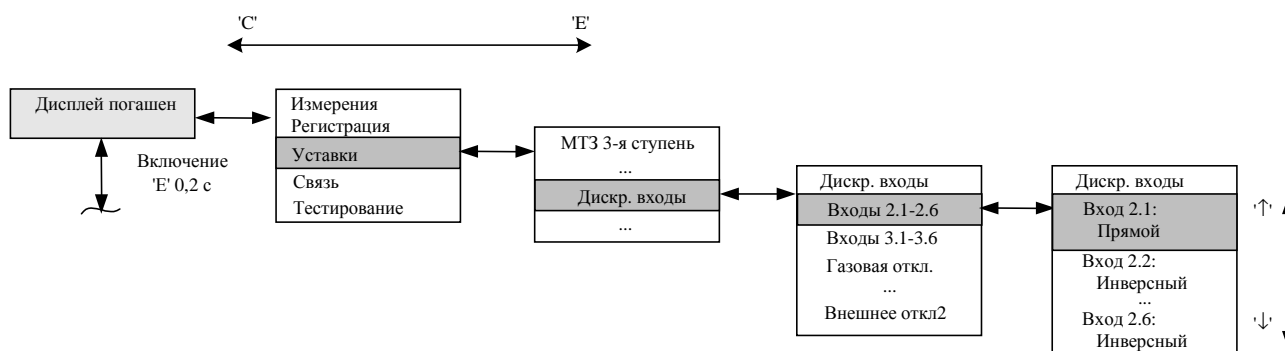 'C'
'E'
Дисплей погашен
Включение
'E' 0,2 с
Измерения
Регистрация
Уставки
Связь
Тестирование
МТЗ 3-я ступень
...
Дискр. входы
...
Дискр. входы
Входы 2.1-2.6
Входы 3.1-3.6
Газовая откл.
...
Внешнее откл2
Дискр. входы
Вход 2.1:
Прямой
Вход 2.2:
Инверсный
...
Вход 2.6:
Инверсный
'↑'
'↓'